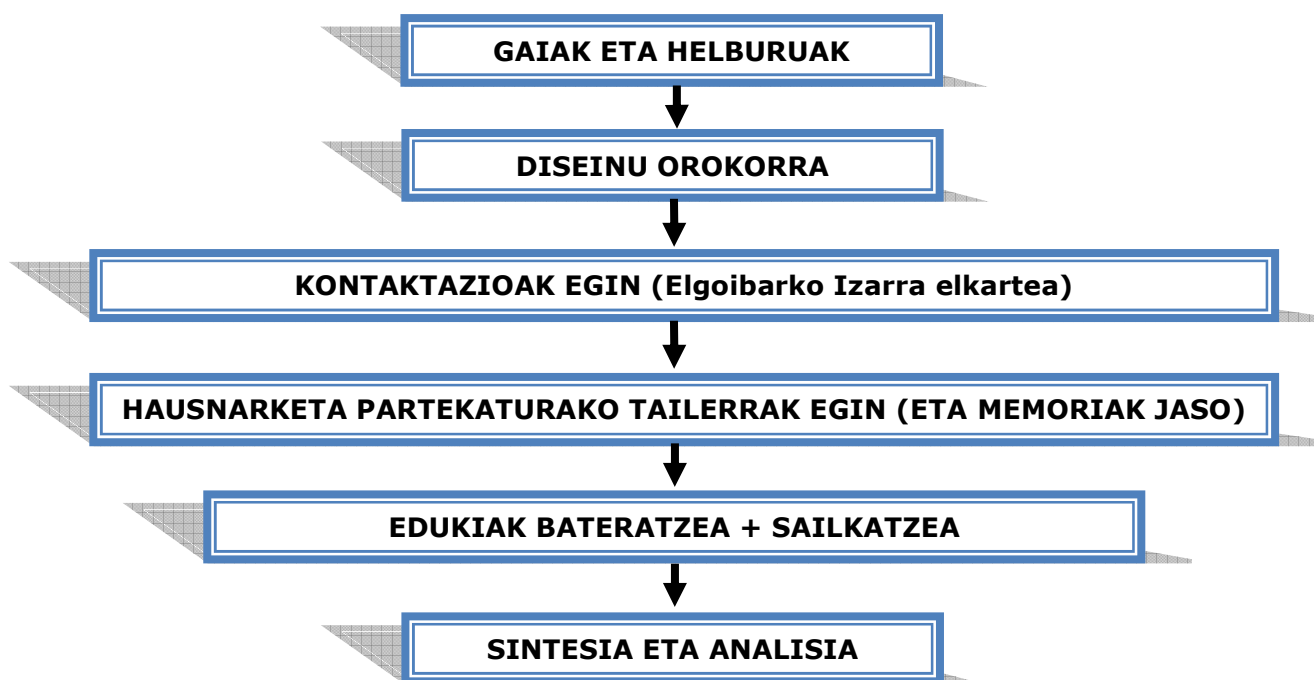 GAIAK ETA HELBURUAK
DISEINU OROKORRA
KONTAKTAZIOAK EGIN (Elgoibarko Izarra elkartea)
HAUSNARKETA PARTEKATURAKO TAILERRAK EGIN (ETA MEMORIAK JASO)
EDUKIAK BATERATZEA + SAILKATZEA
SINTESIA ETA ANALISIA